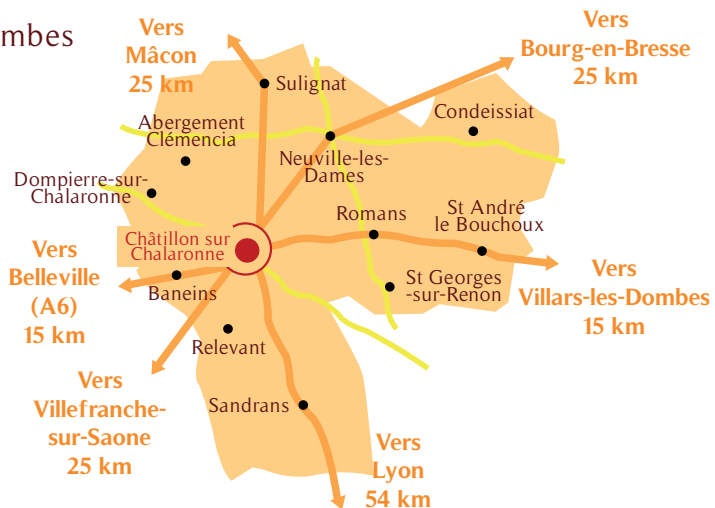 ombes
Vers
Mâcon
25 km
Vers
Bourg-en-Bresse
25 km
Sulignat
Condeissiat
Abergement
Clémencia
Neuville-les-
Dames
Dompierre-sur-
Chalaronne
Romans
St André
le Bouchoux
Châtillon sur
Chalaronne
Vers
Belleville
(A6)
15 km
Baneins
St Georges
-sur-Renon
Vers
Villars-les-Dombes
15 km
Relevant
Vers
Villefranche-
sur-Saone
25 km
Sandrans
Vers
Lyon
54 km